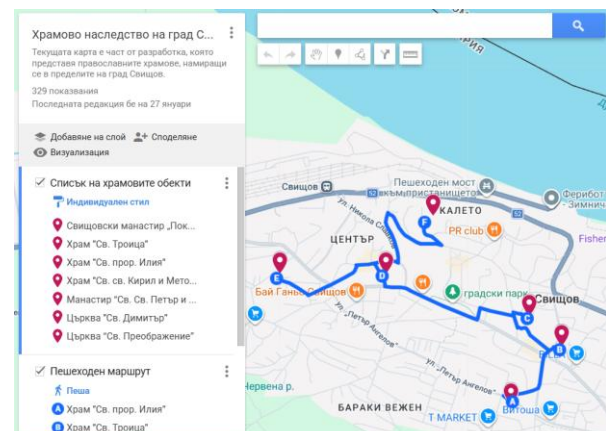 Храмово наследство на град С...
Текущата карта е част от разработка, която
представя православните храмове, намиращи
се в пределите на град Свищов.
329 показвания
Последната редакция бе на 27 януари
Добавяне на слой Споделяне
Визуализация
Списък на храмовите обекти
Индивидуален стил
Свищовски манастир „Пок...
Храм "Св. Троица"
Храм "Св. прор. Илия"
Храм "Св. св. Кирил и Мето...
Манастир "Св. Св. Петър и ...
Църква "Св. Димитър"
Църква "Св. Преображение"
Пешеходен маршрут
Пеша
A Храм "Св. прор. Илия"
B Храм "Св. Троица"
Свищов
Пешеходен мост
към пристанището
Ферибот
- Зимнич
52
52
ул. Никола
F
КАЛЕТО
PR club
Fisher
ЦЕНТЪР
E
D
Бай Ганьо Свищов
градски парк
Свищов
C
B
ул. „Петър Ангелов"
ул. „Петър Ангелов"
Червена р.
A
Витоша
БАРАКИ ВЕЖЕН
T MARKET